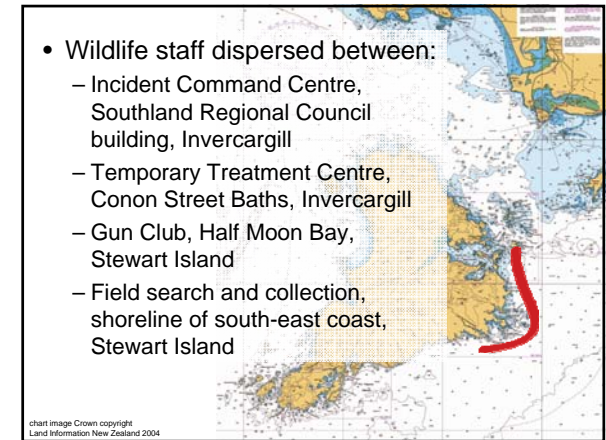 • Wildlife staff dispersed between:
– Incident Command Centre,
Southland Regional Council
building, Invercargill
– Temporary Treatment Centre,
Conon Street Baths, Invercargill
– Gun Club, Half Moon Bay,
Stewart Island
– Field search and collection,
shoreline of south-east coast,
Stewart Island
chart image Crown copyright
Land Information New Zealand 2004